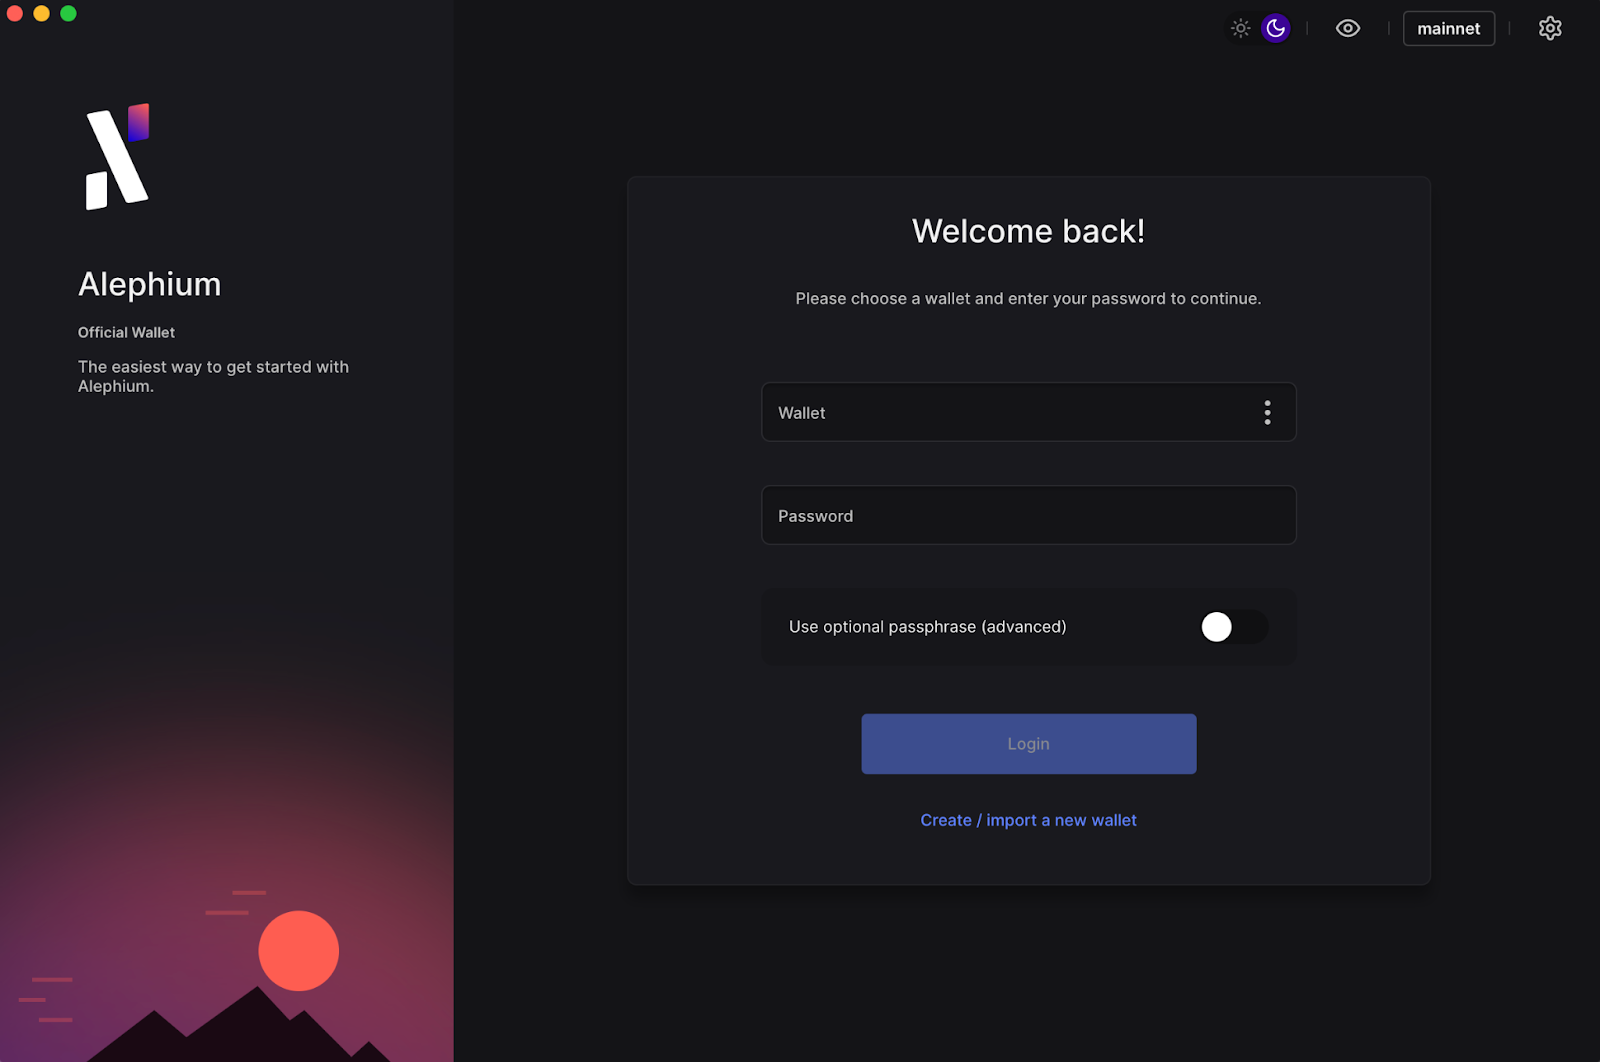 mainnet
Alephium
Official Wallet
The easiest way to get started with
Alephium.
Welcome back!
Please choose a wallet and enter your password to continue.
Wallet
Password
Use optional passphrase (advanced)
Login
Create / import a new wallet